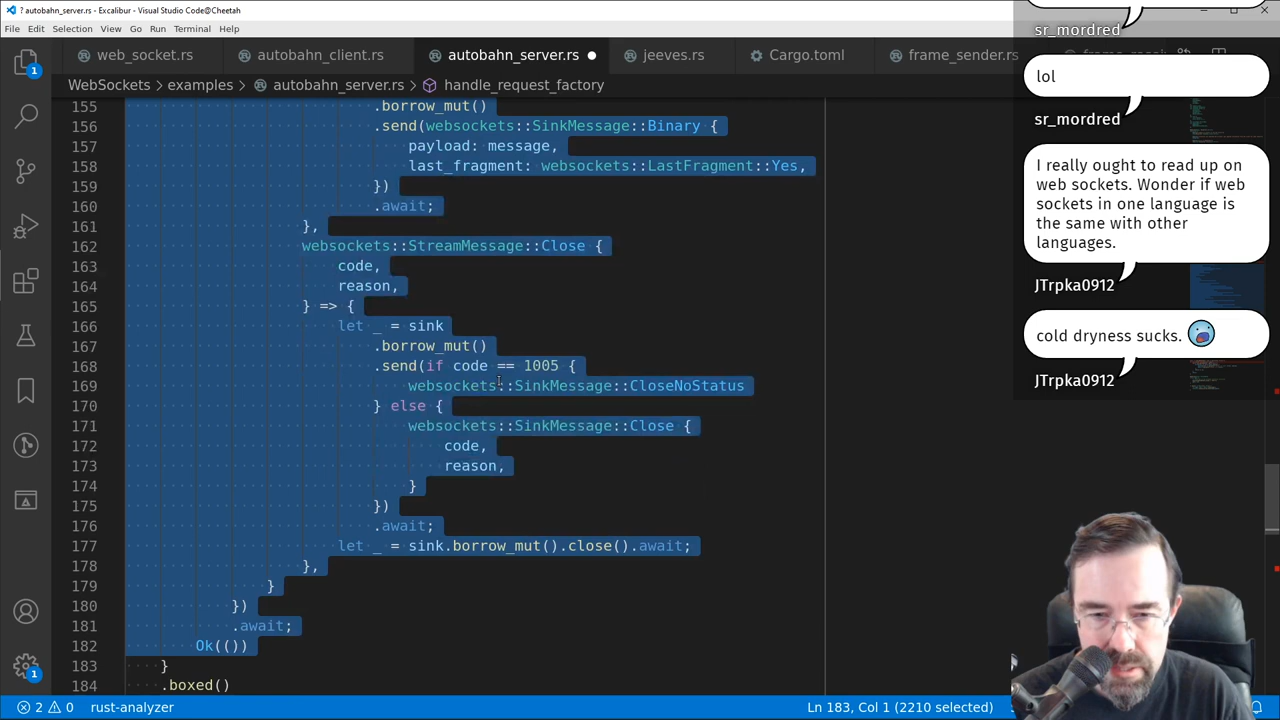 ? autobahn_server.rs - Excalibur - Visual Studio Code@Cheetah
File Edit Selection View Go Run Terminal Help
web_socket.rs autobahn_client.rs autobahn_server.rs jeeves.rs Cargo.toml frame_sender.rs
WebSockets > examples > autobahn_server.rs > handle_request_factory
155 .borrow_mut()
156 .send(websockets::SinkMessage::Binary {
157 payload: message,
158 last_fragment: websockets::LastFragment::Yes,
159 })
160 .await;
161 },
162 websockets::StreamMessage::Close {
163 code,
164 reason,
165 } => {
166 let _ = sink
167 .borrow_mut()
168 .send(if code == 1005 {
169 websockets::SinkMessage::CloseNoStatus
170 } else {
171 websockets::SinkMessage::Close {
172 code,
173 reason,
174 }
175 })
176 .await;
177 let _ = sink.borrow_mut().close().await;
178 },
179 }
180 })
181 .await;
182 Ok(())
183 }
184 .boxed()
sr_mordred
lol
sr_mordred
I really ought to read up on
web sockets. Wonder if web
sockets in one language is
the same with other
languages.
JTrpka0912
cold dryness sucks.
JTrpka0912
1
1
2 0 rust-analyzer Ln 183, Col 1 (2210 selected)